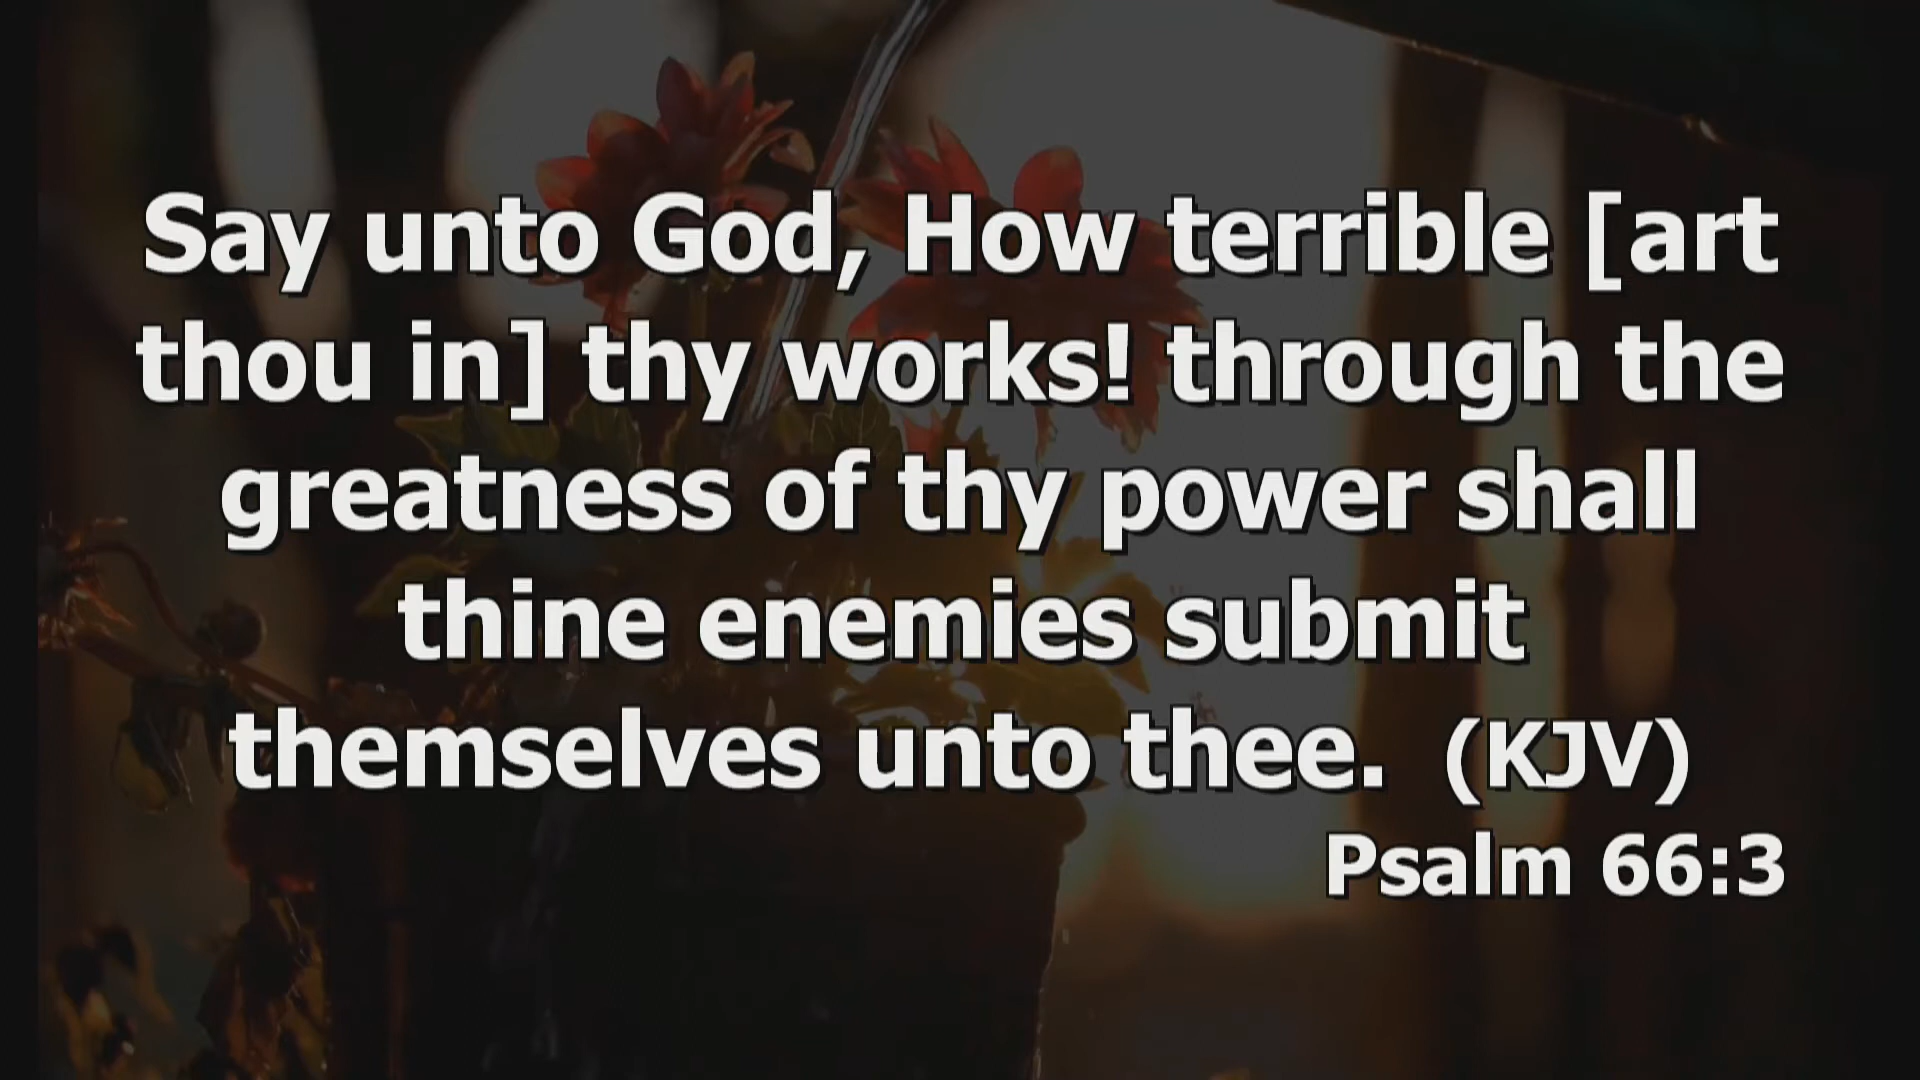 Say unto God, How terrible [art
thou in] thy works! through the
greatness of thy power shall
thine enemies submit
themselves unto thee.  (KJV)
Psalm 66:3